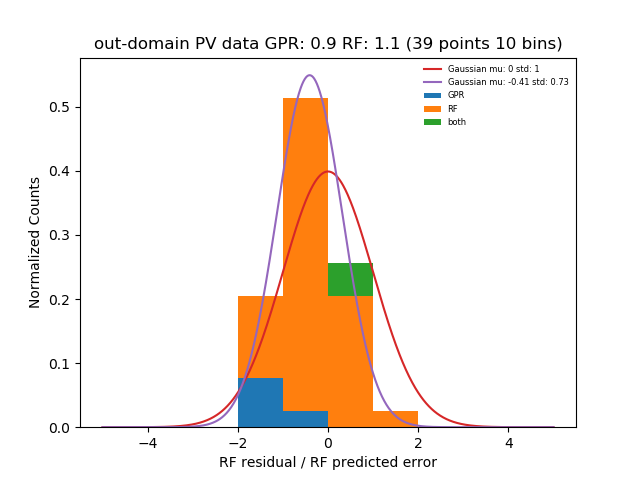 out-domain PV data GPR: 0.9 RF: 1.1 (39 points 10 bins)
Gaussian mu: 0 std: 1
Gaussian mu: -0.41 std: 0.73
GPR
RF
both
Normalized Counts
0.5
0.4
0.3
0.2
0.1
0.0
−4 −2 0 2 4
RF residual / RF predicted error